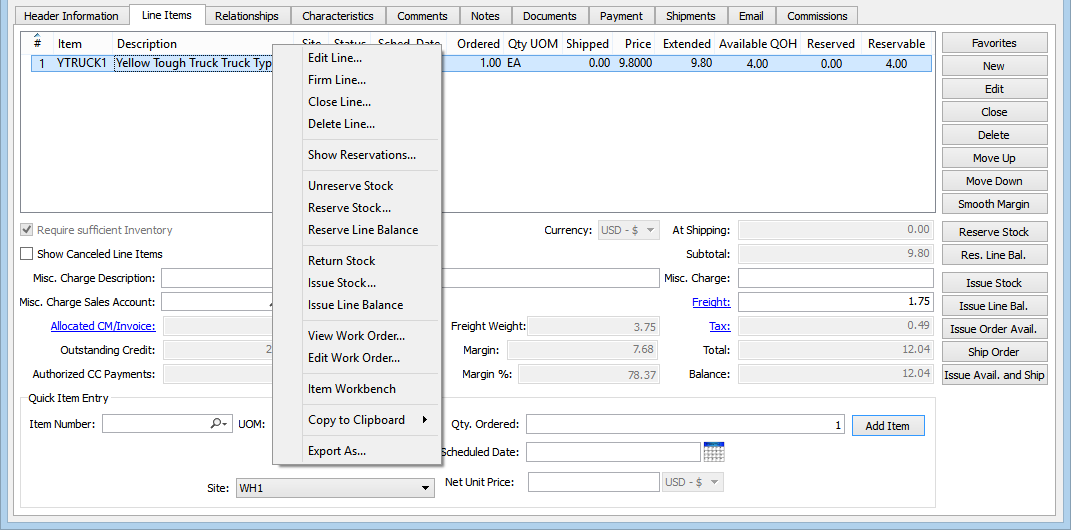 Header Information Line Items Relationships Characteristics Comments Notes Documents Payment Shipments Email Commissions
# Item Description Site Status Sched. Date Ordered Qty UOM Shipped Price Extended Available QOH Reserved Reservable
1 YTRUCK1 Yellow Tough Truck Truck Typ 1.00 EA 0.00 9.8000 9.80 4.00 0.00 4.00
Edit Line...
Firm Line...
Close Line...
Delete Line...
Show Reservations...
Unreserve Stock
Reserve Stock...
Reserve Line Balance
Return Stock
Issue Stock...
Issue Line Balance
View Work Order...
Edit Work Order...
Item Workbench
Copy to Clipboard
Export As...
Favorites
New
Edit
Close
Delete
Move Up
Move Down
Smooth Margin
Reserve Stock
Res. Line Bal.
Issue Stock
Issue Line Bal.
Issue Order Avail.
Ship Order
Issue Avail. and Ship
Require sufficient Inventory
Currency: USD - $ At Shipping: 0.00
Show Canceled Line Items
Subtotal: 9.80
Misc. Charge Description:
Misc. Charge:
Misc. Charge Sales Account:
Freight: 1.75
Allocated CM/Invoice:
Freight Weight: 3.75 Tax: 0.49
Outstanding Credit: 2
Margin: 7.68 Total: 12.04
Authorized CC Payments:
Margin %: 78.37 Balance: 12.04
Quick Item Entry
Item Number: UOM: Qty. Ordered: 1 Add Item
Scheduled Date:
Site: WH1 Net Unit Price: USD - $